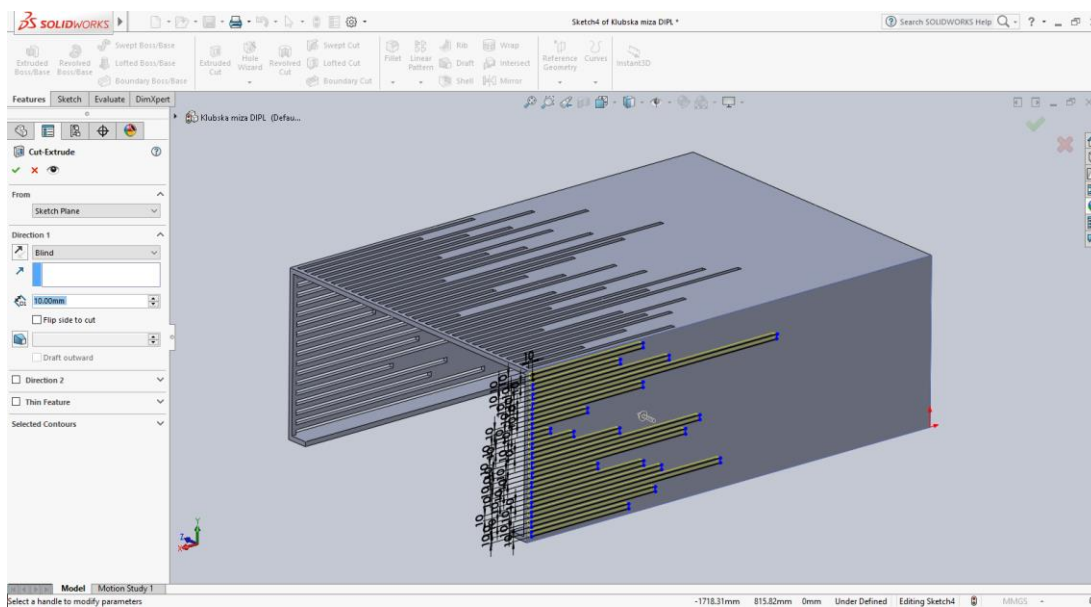 SOLIDWORKS
Sketch4 of Klubska miza DIPL *
Search SOLIDWORKS Help
Extruded Boss/Base
Revolved Boss/Base
Swept Boss/Base
Lofted Boss/Base
Boundary Boss/Base
Extruded Cut
Hole Wizard
Revolved Cut
Swept Cut
Lofted Cut
Boundary Cut
Fillet
Linear Pattern
Rib
Draft
Shell
Wrap
Intersect
Mirror
Reference Geometry
Curves
Instant3D
Features Sketch Evaluate DimXpert
Klubska miza DIPL (Defau...
Cut-Extrude
From
Sketch Plane
Direction 1
Blind
10.00mm
Flip side to cut
Draft outward
Direction 2
Thin Feature
Selected Contours
10
Y
Z
X
Model Motion Study 1
Select a handle to modify parameters
-1718.31mm 815.82mm 0mm Under Defined Editing Sketch4 MMGS -